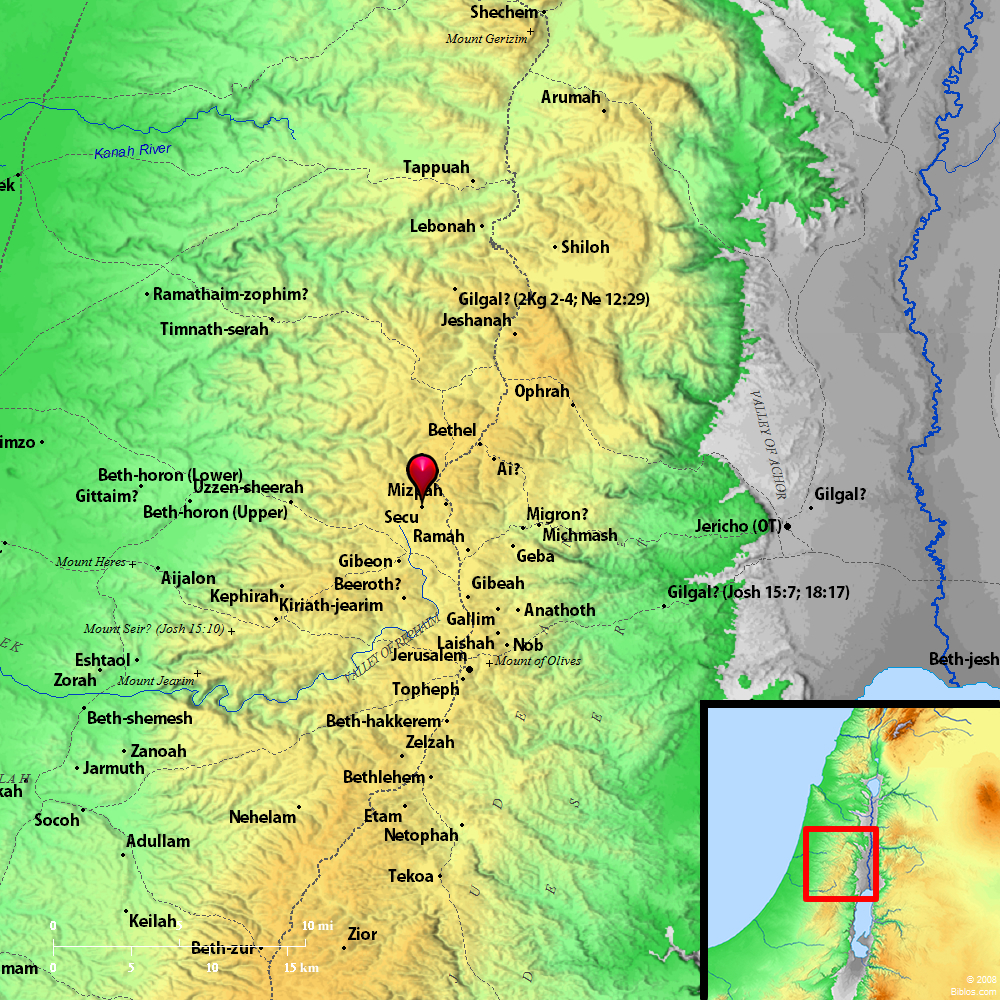 Shechem
Mount Gerizim
Arumah
Kanah River
Tappuah
ek
Lebonah
Shiloh
Ramathaim-zophim?
Gilgal? (2Kg 2-4; Ne 12:29)
Jeshanah
Timnath-serah
Ophrah
VALLEY OF ACHOR
Bethel
imzo
Ai?
Beth-horon (Lower)
Uzzen-sheerah
Gittaim?
Mizpah
Gilgal?
Beth-horon (Upper)
Secu
Migron?
Jericho (OT)
Ramah
Michmash
Geba
Mount Heres
Gibeon
Aijalon
Beeroth?
Gibeah
Kephirah
Kiriath-jearim
Gilgal? (Josh 15:7; 18:17)
Gallim
Anathoth
Mount Seir? (Josh 15:10)
VALLEY OF REPHAIM
EK
Laishah
Nob
Jerusalem
Mount of Olives
Eshtaol
Zorah
Mount Jearim
Beth-jesh
Topheph
Beth-shemesh
Beth-hakkerem
Zelzah
Zanoah
Jarmuth
LAH
kah
Bethlehem
Nehelam
Etam
Socoh
Netophah
Adullam
Tekoa
Keilah
JUDE
DESE
Zior
Beth-zur
mam
0 10 mi
0 5 10 15 km
© 2008
Biblos.com